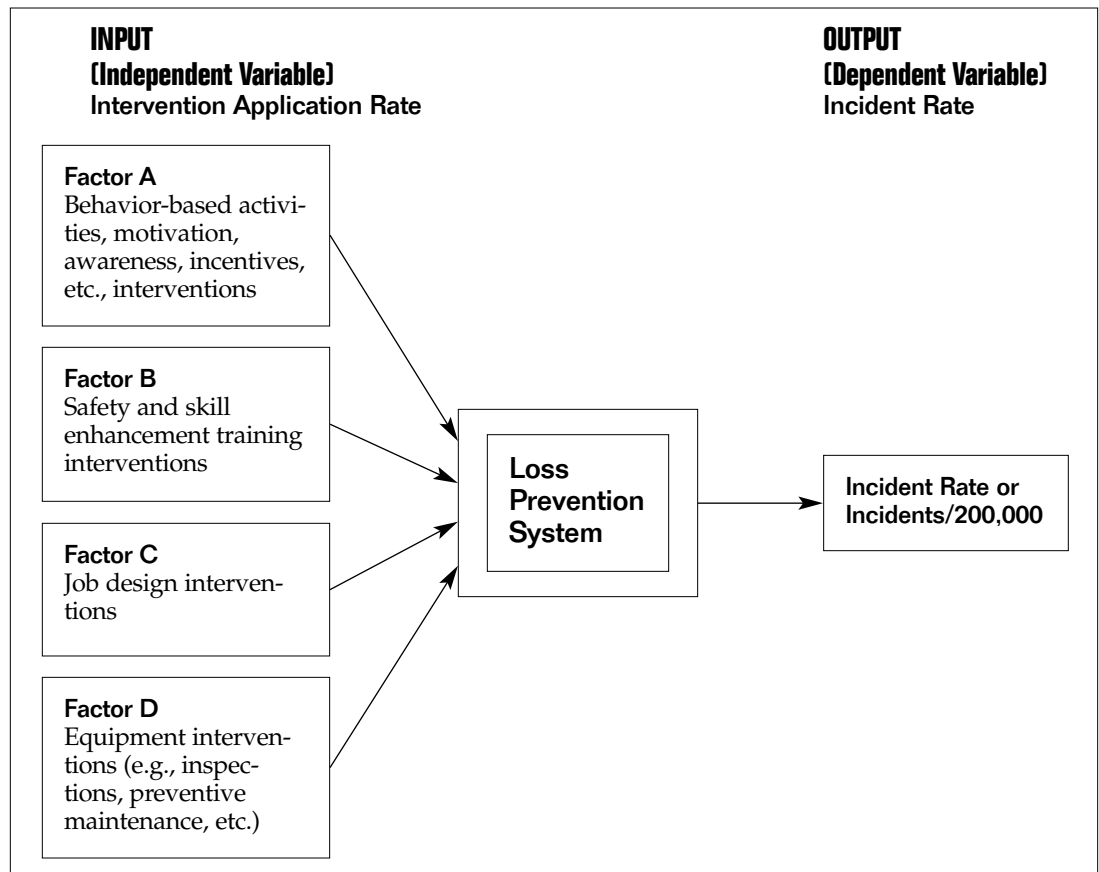 INPUT
(Independent Variable)
Intervention Application Rate
OUTPUT
(Dependent Variable)
Incident Rate
Factor A
Behavior-based activi-
ties, motivation,
awareness, incentives,
etc., interventions
Factor B
Safety and skill
enhancement training
interventions
Factor C
Job design interven-
tions
Factor D
Equipment interven-
tions (e.g., inspec-
tions, preventive
maintenance, etc.)
Loss
Prevention
System
Incident Rate or
Incidents/200,000